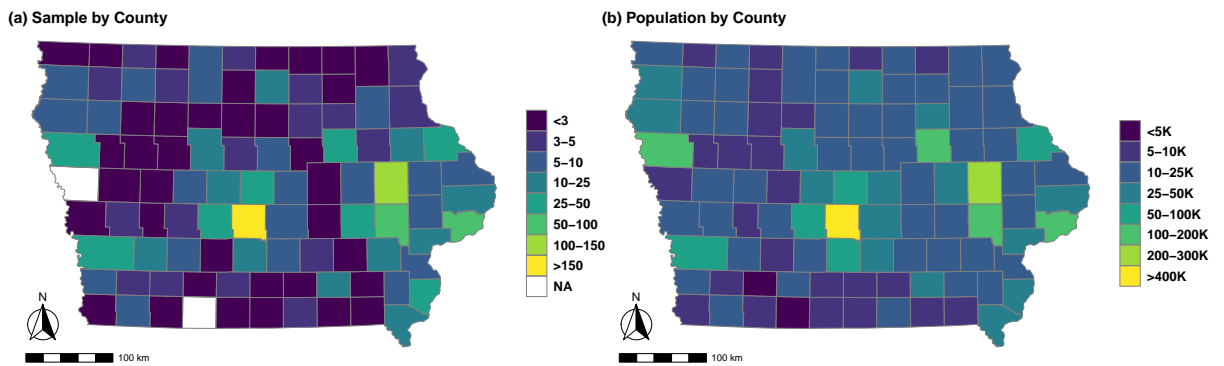 (a) Sample by County
<3
3–5
5–10
10–25
25–50
50–100
100–150
>150
NA
N
100 km
(b) Population by County
<5K
5–10K
10–25K
25–50K
50–100K
100–200K
200–300K
>400K
N
100 km